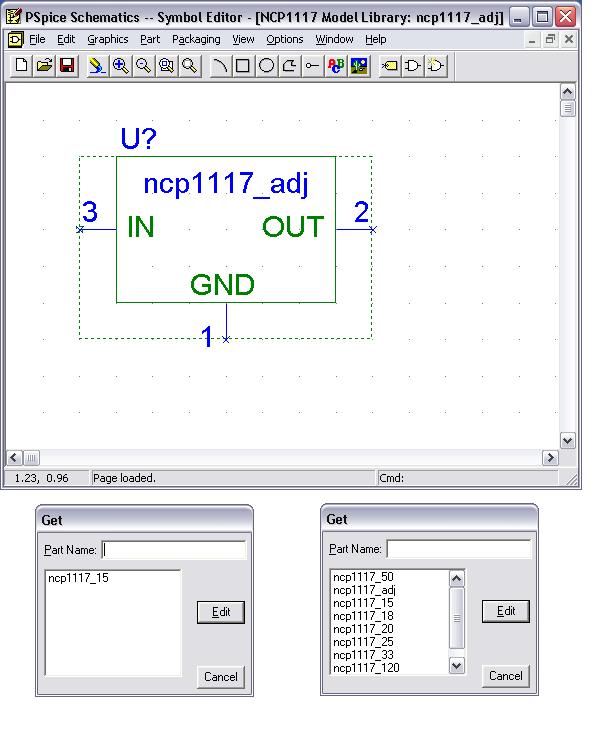 PSpice Schematics -- Symbol Editor - [NCP1117 Model Library: ncp1117_adj]
File Edit Graphics Part Packaging View Options Window Help
ABC
U?
ncp1117_adj
3 IN OUT 2
GND
1
1.23, 0.96 Page loaded. Cmd:
Get
Part Name:
ncp1117_15
Edit
Cancel
Get
Part Name:
ncp1117_50
ncp1117_adj
ncp1117_15
ncp1117_18
ncp1117_20
ncp1117_25
ncp1117_33
ncp1117_120
Edit
Cancel